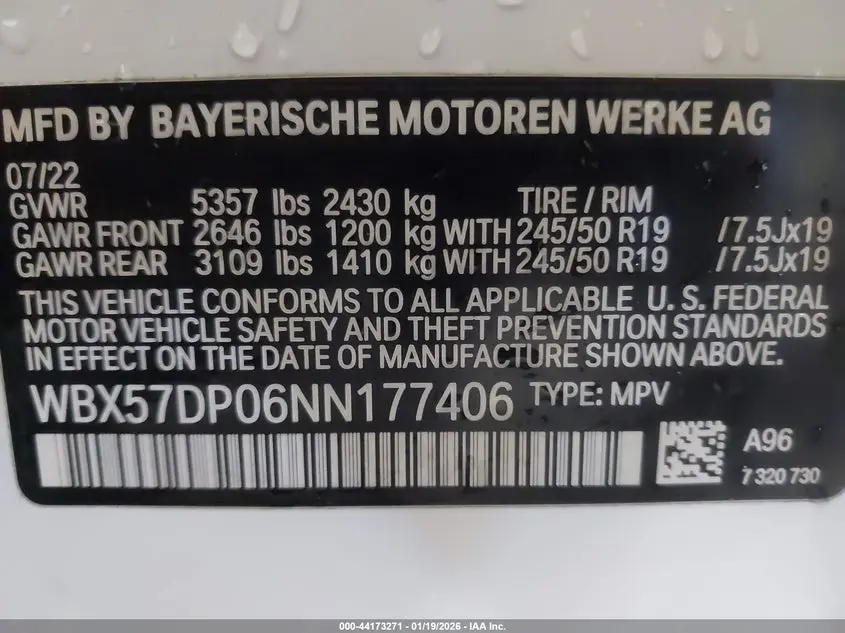 MFD BY BAYERISCHE MOTOREN WERKE AG
07/22
GVWR 5357 lbs 2430 kg TIRE / RIM
GAWR FRONT 2646 lbs 1200 kg WITH 245/50 R19 /7.5Jx19
GAWR REAR 3109 lbs 1410 kg WITH 245/50 R19 /7.5Jx19
THIS VEHICLE CONFORMS TO ALL APPLICABLE U. S. FEDERAL
MOTOR VEHICLE SAFETY AND THEFT PREVENTION STANDARDS
IN EFFECT ON THE DATE OF MANUFACTURE SHOWN ABOVE.
WBX57DP06NN177406 TYPE: MPV
A96
7 320 730
000-44173271 - 01/19/2026 - IAA Inc.